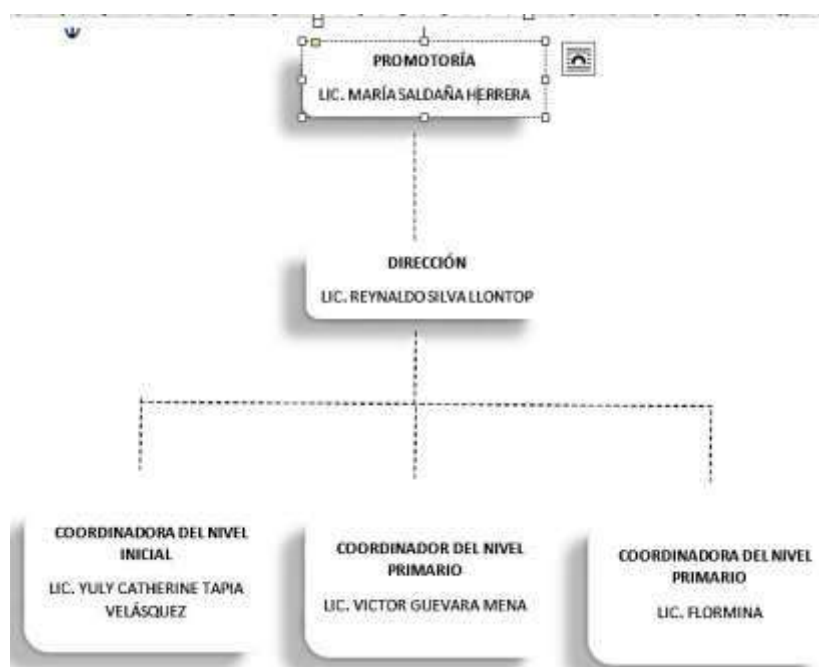 PROMOTORÍA
LIC. MARÍA SALDAÑA HERRERA
DIRECCIÓN
LIC. REYNALDO SILVA LLONTOP
COORDINADORA DEL NIVEL
INICIAL
LIC. YULY CATHERINE TAPIA
VELÁSQUEZ
COORDINADOR DEL NIVEL
PRIMARIO
LIC. VICTOR GUEVARA MENA
COORDINADORA DEL NIVEL
PRIMARIO
LIC. FLORMINA